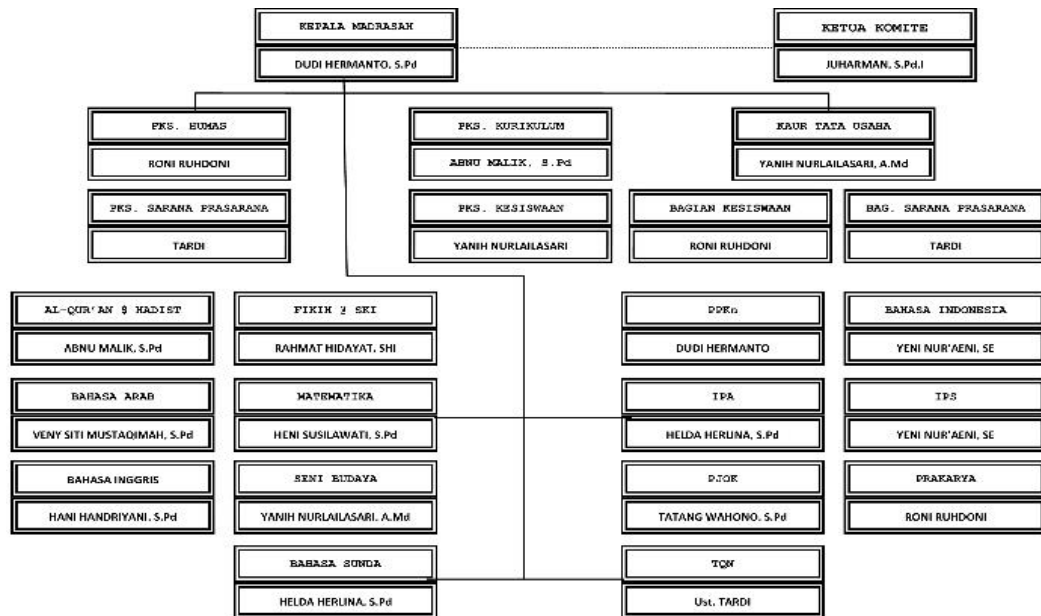 KEPALA MADRASAH
DUDI HERMANTO, S.Pd
KETUA KOMITE
JUHARMAN, S.Pd.I
PKS. HUMAS
RONI RUHDONI
PKS. KURIKULUM
ABNU MALIK, S.Pd
KAUR TATA USAHA
YANIH NURLAILASARI, A.Md
PKS. SARANA PRASARANA
TARDI
PKS. KESISWAAN
YANIH NURLAILASARI
BAGIAN KESISWAAN
RONI RUHDONI
BAG. SARANA PRASARANA
TARDI
AL-QUR'AN $ HADIST
ABNU MALIK, S.Pd
FIKIH & SKI
RAHMAT HIDAYAT, SHI
PPKn
DUDI HERMANTO
BAHASA INDONESIA
YENI NUR'AENI, SE
BAHASA ARAB
VENY SITI MUSTAQIMAH, S.Pd
MATEMATIKA
HENI SUSILAWATI, S.Pd
IPA
HELDA HERLINA, S.Pd
IPS
YENI NUR'AENI, SE
BAHASA INGGRIS
HANI HANDRIYANI, S.Pd
SENI BUDAYA
YANIH NURLAILASARI, A.Md
PJOK
TATANG WAHONO, S.Pd
PRAKARYA
RONI RUHDONI
BAHASA SUNDA
HELDA HERLINA, S.Pd
TQN
Ust. TARDI